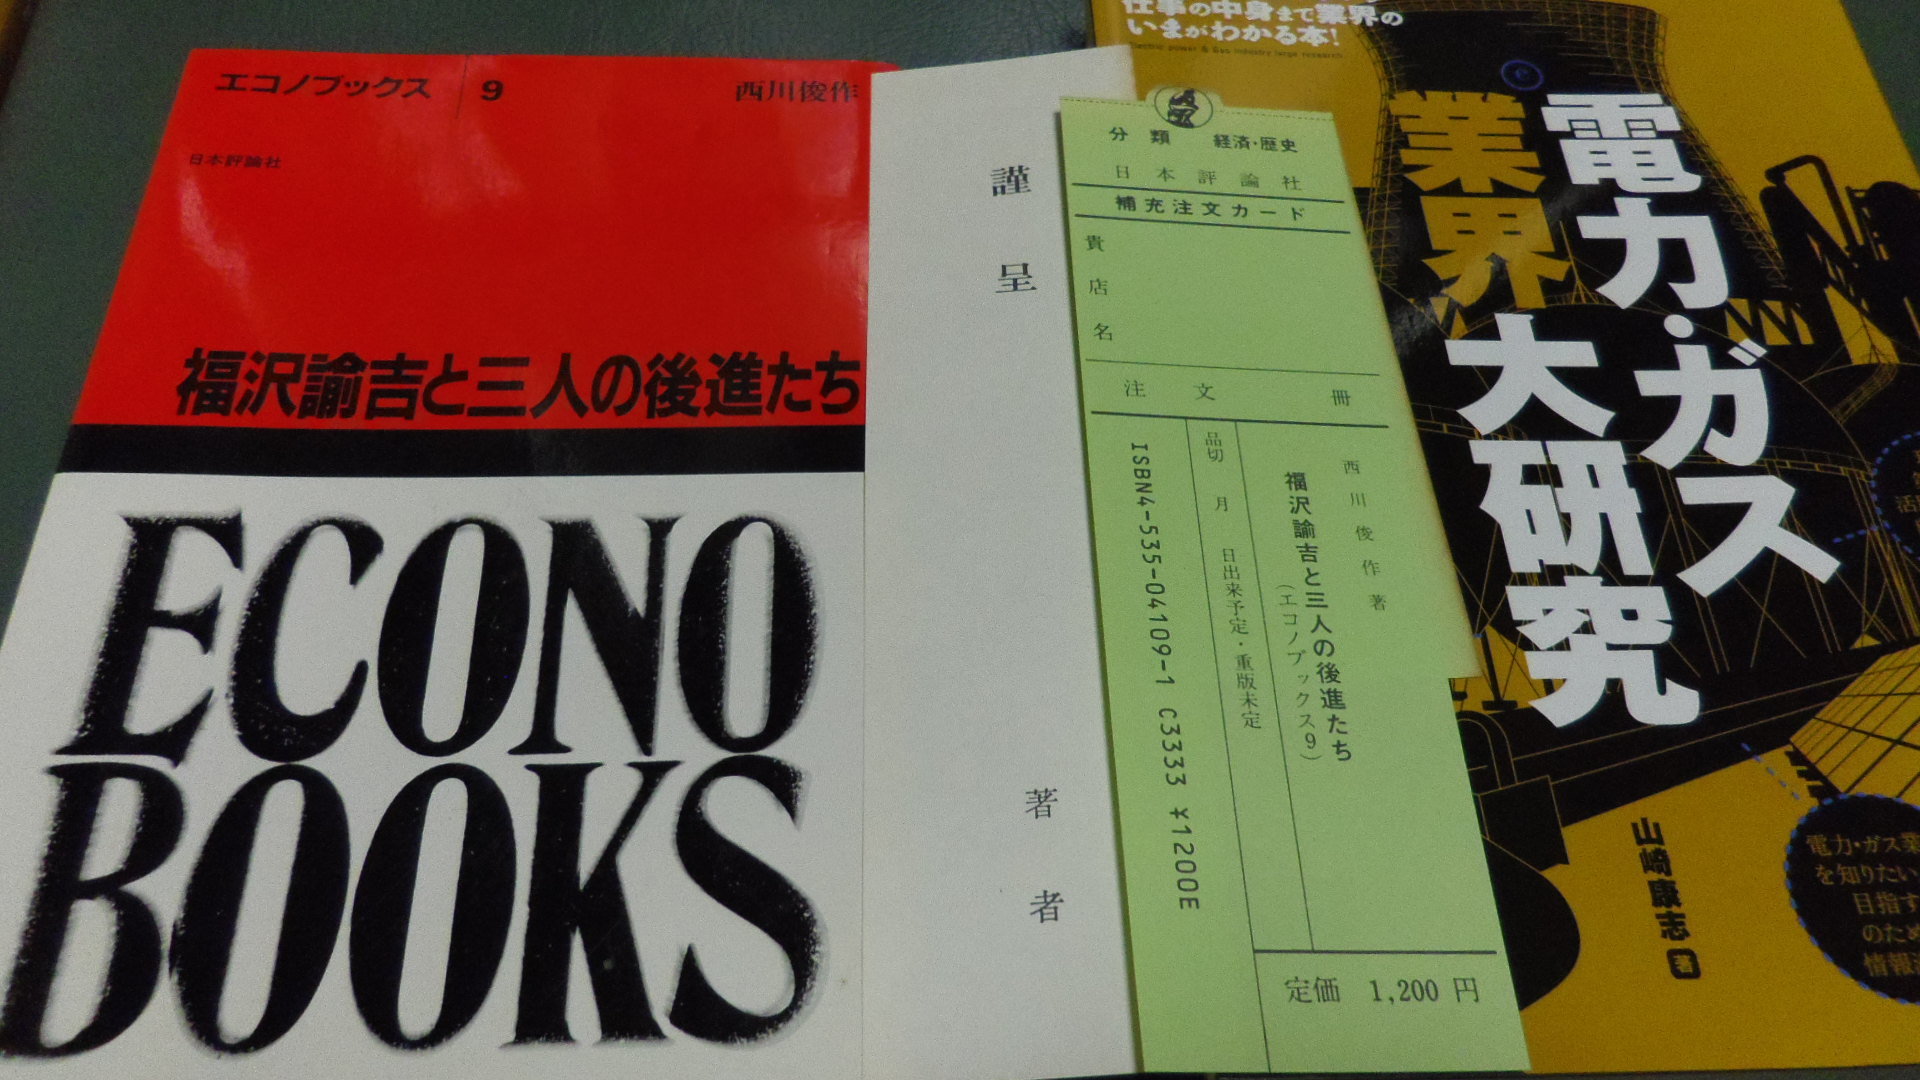 エコノブックス 9
西川俊作
日本評論社
福沢諭吉と三人の後進たち
ECONO
BOOKS
謹呈
著者
分類 経済・歴史
日本評論社
補充注文カード
貴店名
注文 冊
西川俊作著
福沢諭吉と三人の後進たち
(エコノブックス9)
品切 月 日出来予定・重版未定
ISBN4-535-04109-1 C3333 ¥1200E
定価 1,200円
仕事の中身まで業界の
いまがわかる本!
Electric power & Gas industry large research
電力・ガス
業界大研究
山崎康志 著
電力・ガス業
を知りたい
目指す
のため
情報